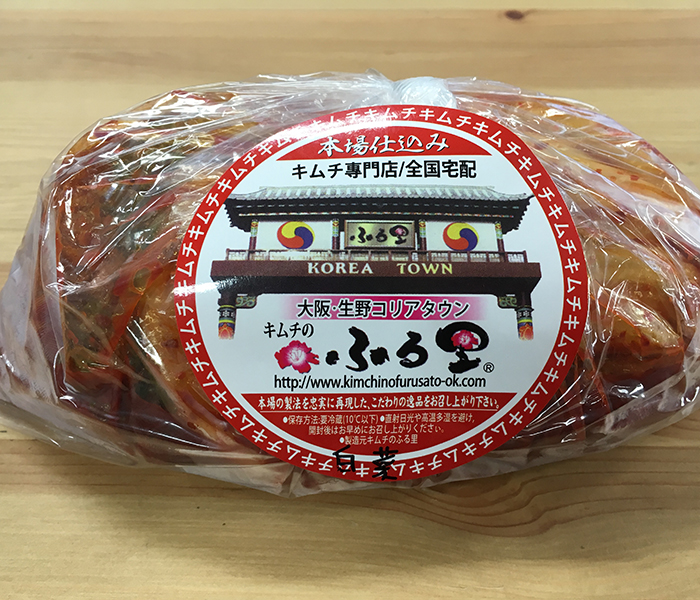 キムチキムチキムチキムチキムチキムチキムチキムチキムチ
本場仕込み
キムチ専門店/全国宅配
ふる里
KOREA TOWN
大阪・生野コリアタウン
キムチの
ふる里®
http://www.kimchinofurusato-ok.com
本場の製法を忠実に再現した、こだわりの逸品をお召し上がり下さい。
●保存方法:要冷蔵(10℃以下)●直射日光や高温多湿を避け、
開封後はお早めにお召し上がりください。
●製造元キムチのふる里
白菜